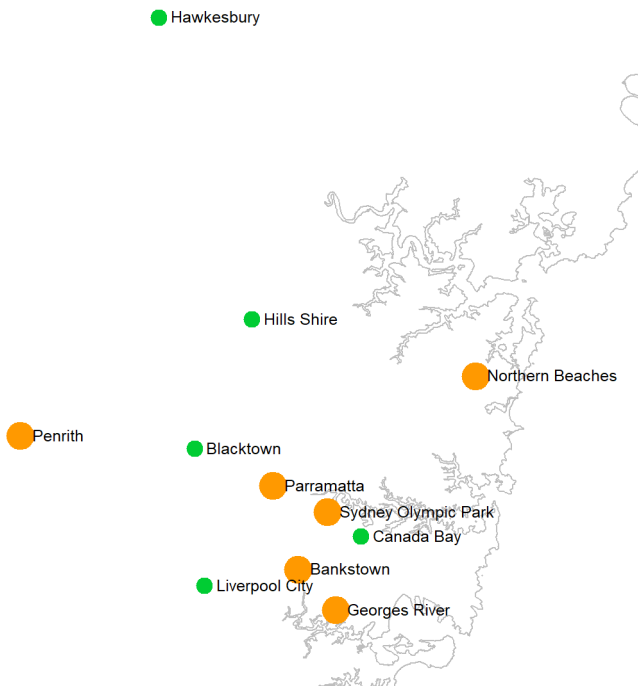 Hawkesbury
Hills Shire
Northern Beaches
Penrith
Blacktown
Parramatta
Sydney Olympic Park
Canada Bay
Bankstown
Liverpool City
Georges River